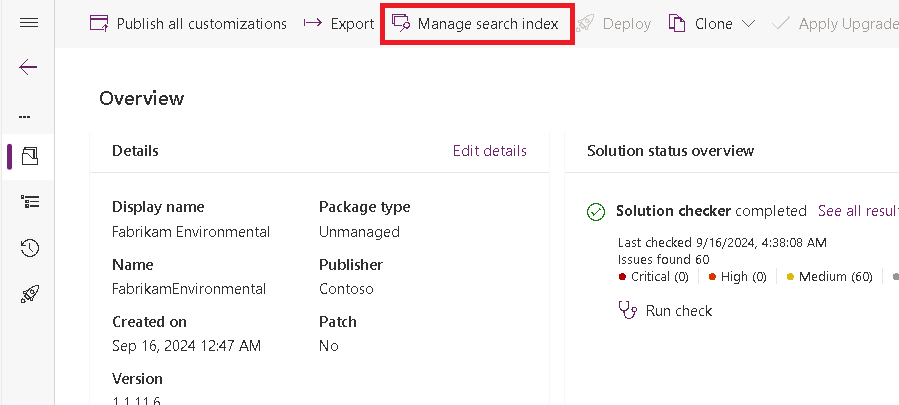 Publish all customizations Export Manage search index Deploy Clone Apply Upgrade
...
Overview
Details Edit details Solution status overview
Display name Package type
Fabrikam Environmental Unmanaged
Solution checker completed See all resul
Last checked 9/16/2024, 4:38:08 AM
Issues found 60
Critical (0) High (0) Medium (60)
Name Publisher
FabrikamEnvironmental Contoso
Run check
Created on Patch
Sep 16, 2024 12:47 AM No
Version
1.1.11.6